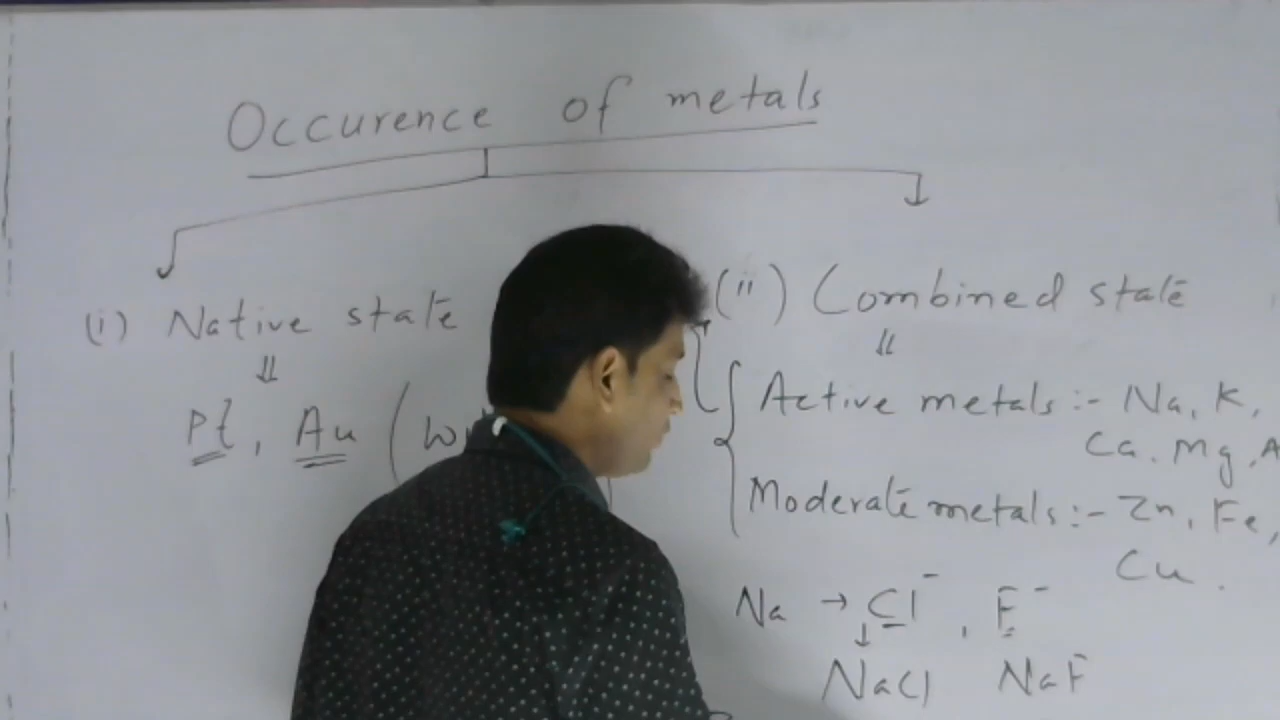 Occurence of metals
(i) Native state
(ii) Combined state
⇓
⇓
Pt, Au (
Active metals :- Na, K,
Ca, Mg,
Moderate metals :- Zn, Fe,
Cu.
Na → Cl⁻, F⁻
↓
NaCl NaF